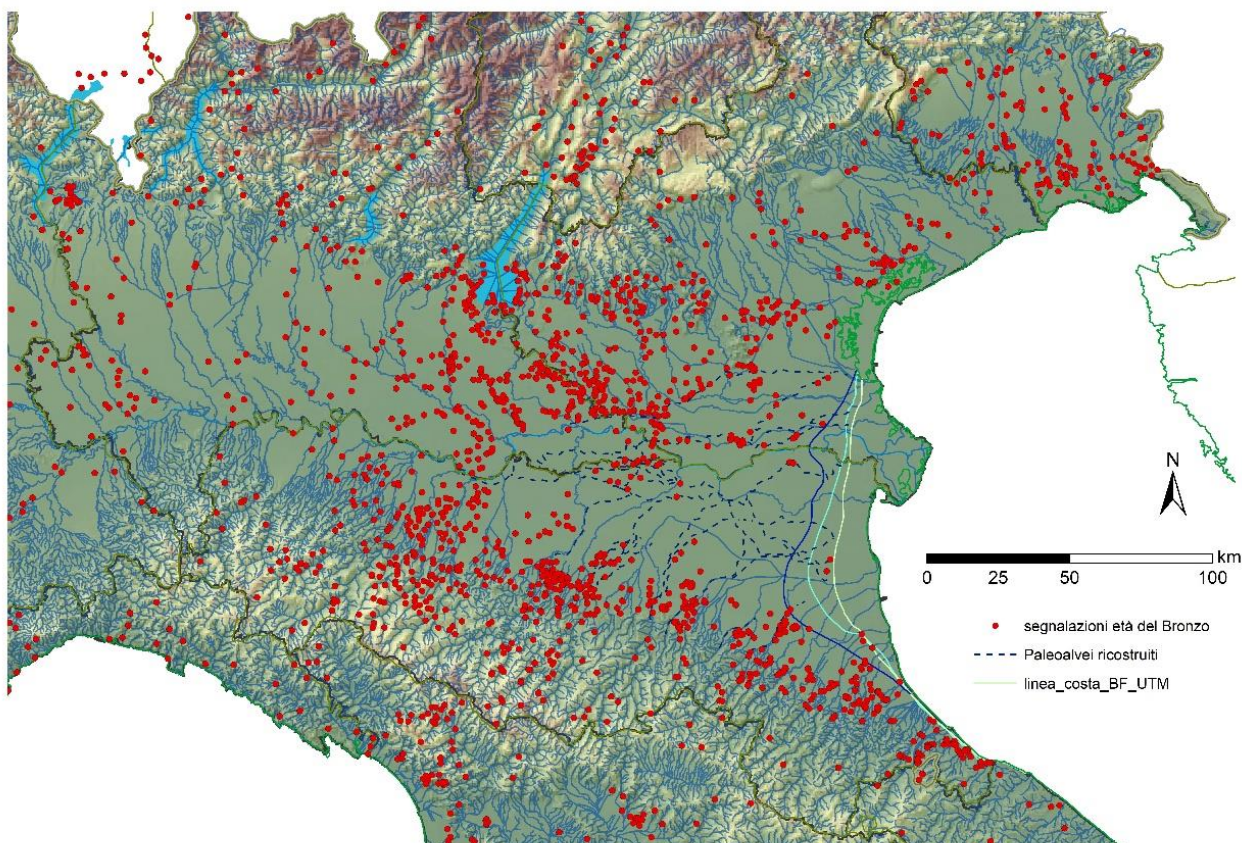 N
km
0 25 50 100
segnalazioni età del Bronzo
Paleoalvei ricostruiti
linea_costa_BF_UTM